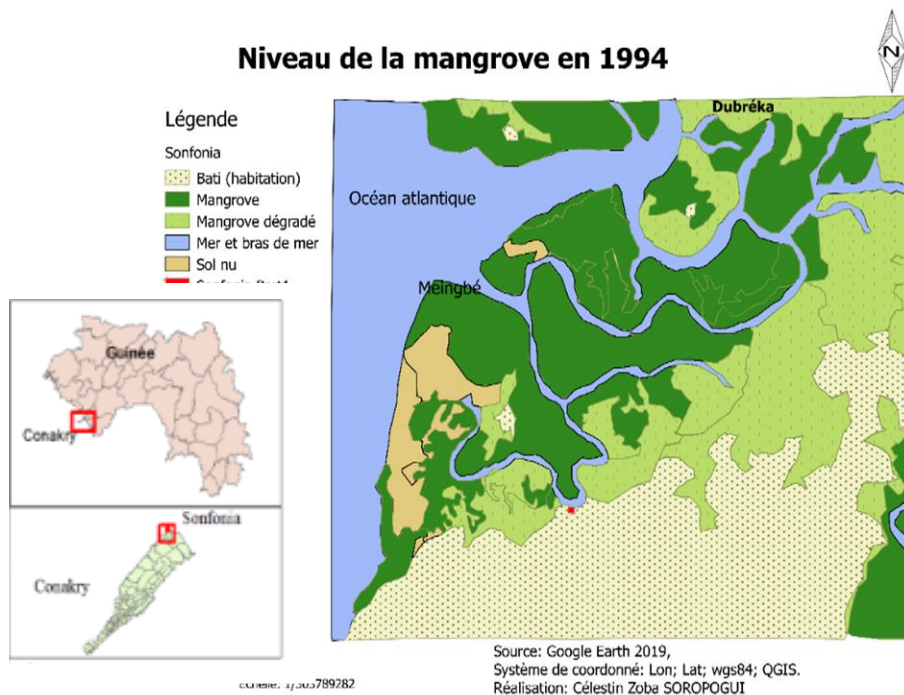 Niveau de la mangrove en 1994
N
Légende
Sonfonia
Bati (habitation)
Mangrove
Mangrove dégradé
Mer et bras de mer
Sol nu
Dubréka
Océan atlantique
Méingbé
Guinée
Conakry
Sonfonia
Conakry
Source: Google Earth 2019,
Système de coordonné: Lon; Lat; wgs84; QGIS.
Réalisation: Célestin Zoba SOROPOGUI